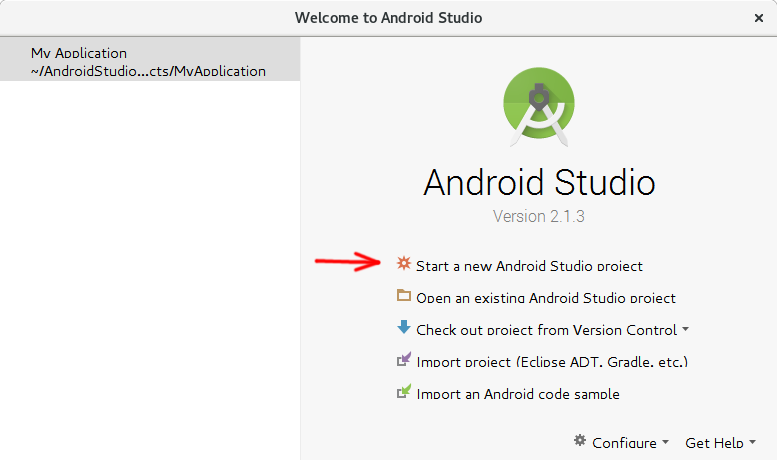 Welcome to Android Studio
My Application
~/AndroidStudio...cts/MyApplication
Android Studio
Version 2.1.3
Start a new Android Studio project
Open an existing Android Studio project
Check out project from Version Control
Import project (Eclipse ADT, Gradle, etc.)
Import an Android code sample
Configure
Get Help